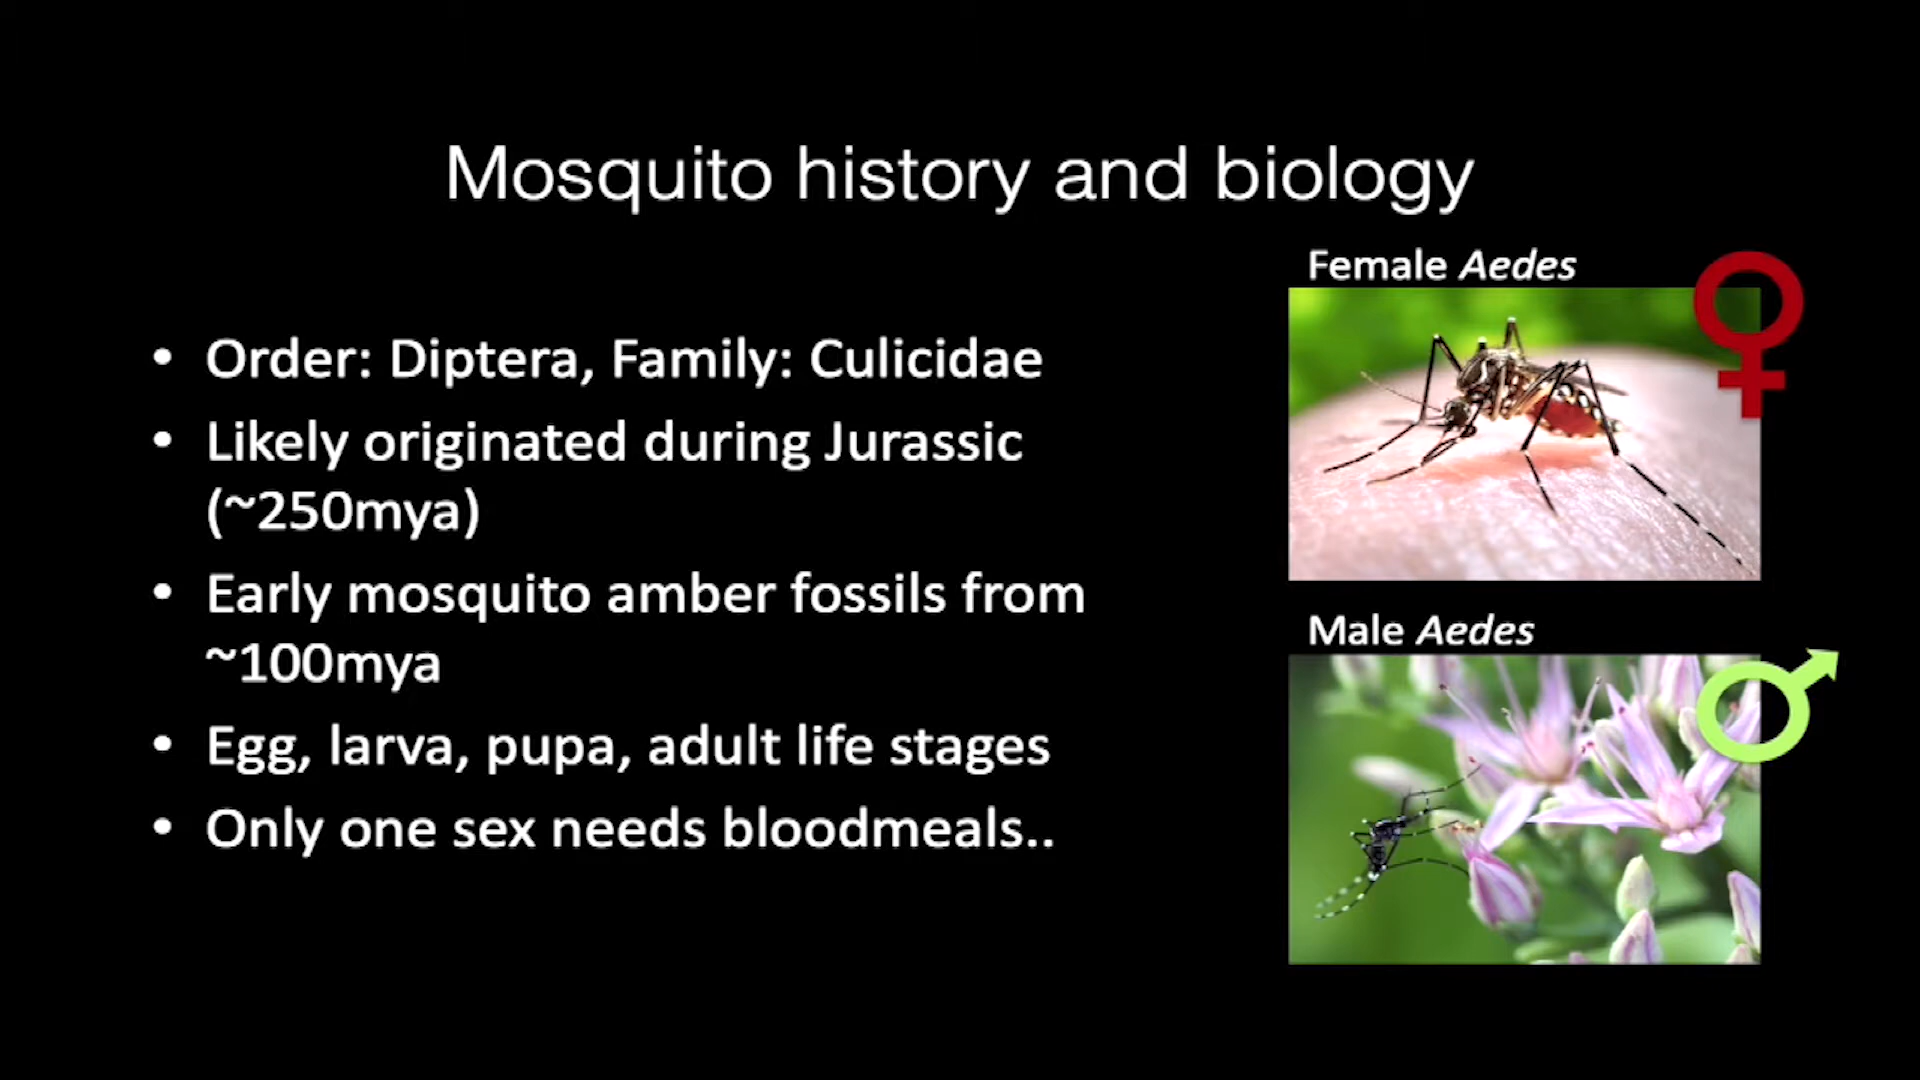 Mosquito history and biology
• Order: Diptera, Family: Culicidae
• Likely originated during Jurassic
(~250mya)
• Early mosquito amber fossils from
~100mya
• Egg, larva, pupa, adult life stages
• Only one sex needs bloodmeals..
Female Aedes
Male Aedes